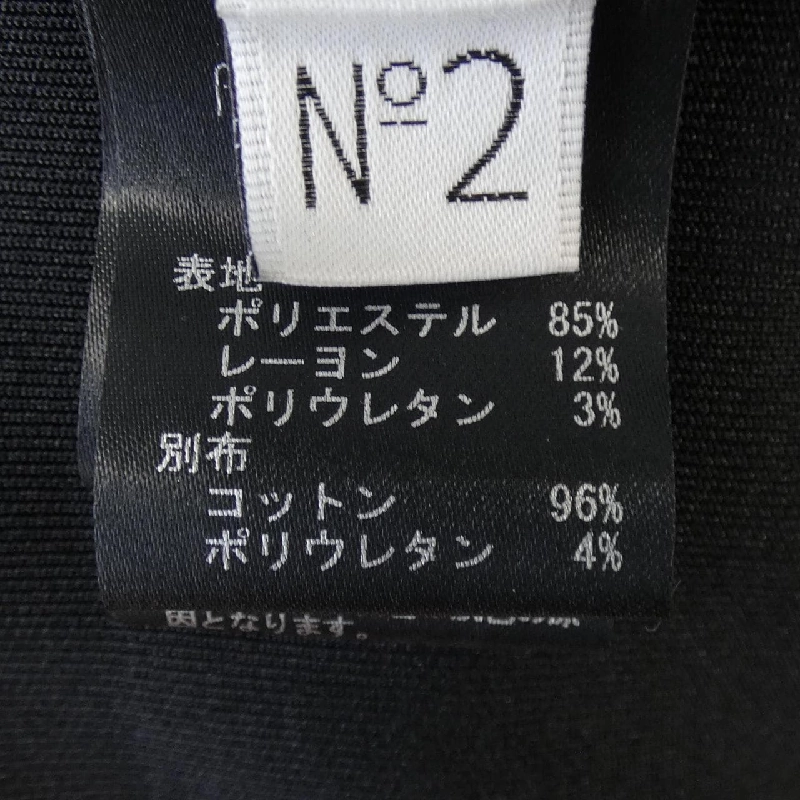 Nº2
表地
ポリエステル 85%
レーヨン 12%
ポリウレタン 3%
別布
コットン 96%
ポリウレタン 4%
因となります。